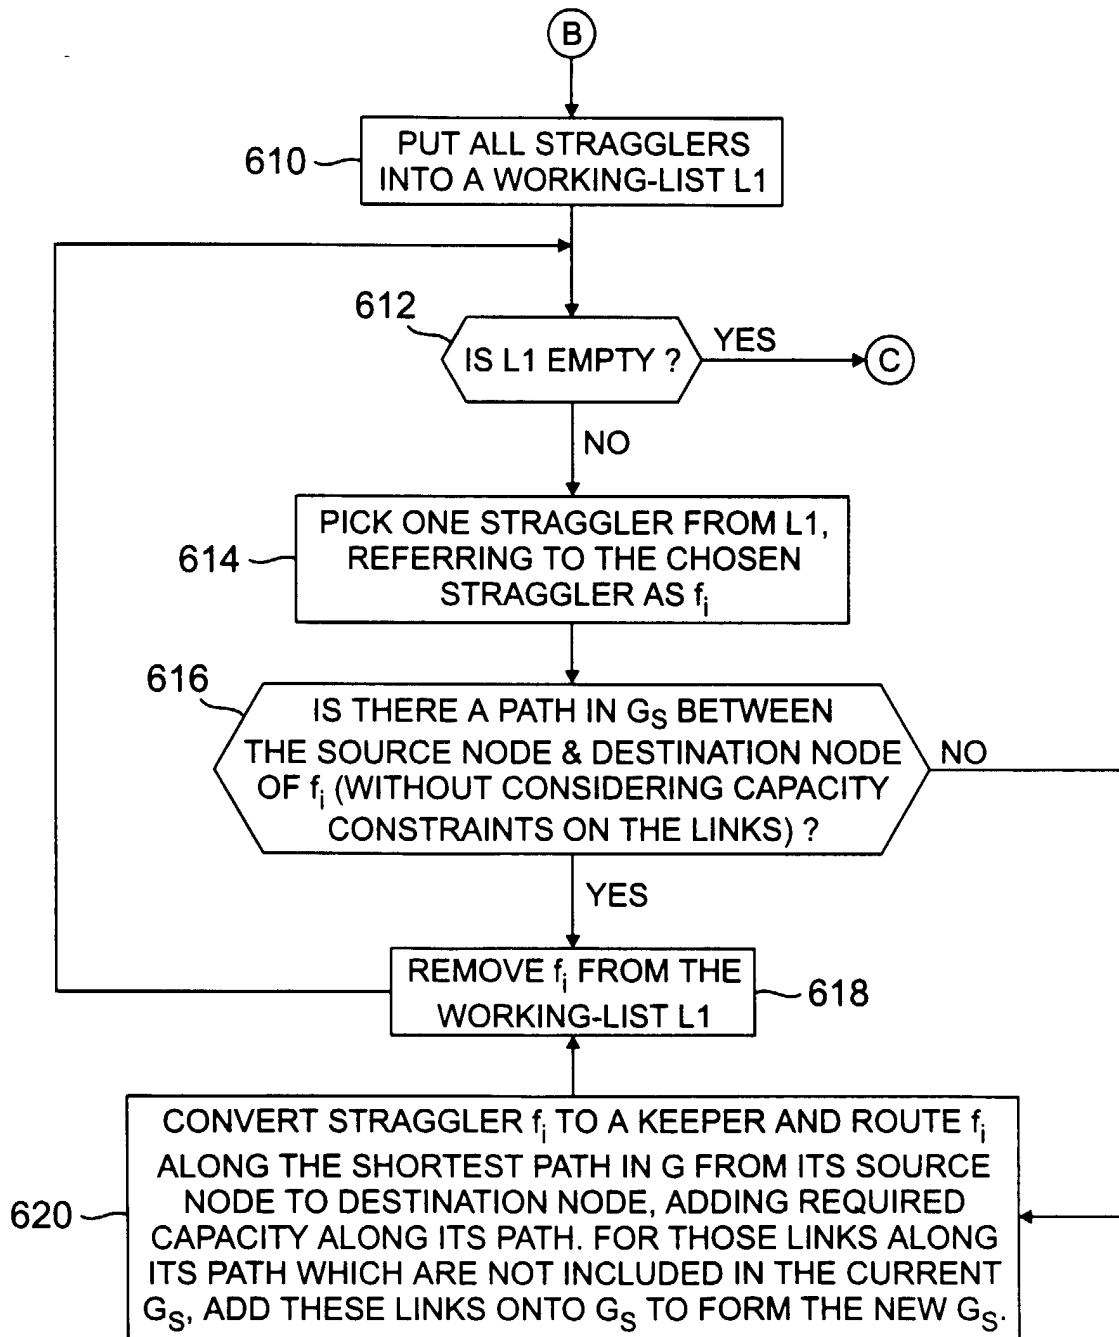 B
PUT ALL STRAGGLERS
INTO A WORKING-LIST L1
610
612
IS L1 EMPTY ?
YES
C
NO
PICK ONE STRAGGLER FROM L1,
REFERRING TO THE CHOSEN
STRAGGLER AS fi
614
616
IS THERE A PATH IN GS BETWEEN
THE SOURCE NODE & DESTINATION NODE
OF fi (WITHOUT CONSIDERING CAPACITY
CONSTRAINTS ON THE LINKS) ?
NO
YES
REMOVE fi FROM THE
WORKING-LIST L1
618
CONVERT STRAGGLER fi TO A KEEPER AND ROUTE fi
ALONG THE SHORTEST PATH IN G FROM ITS SOURCE
NODE TO DESTINATION NODE, ADDING REQUIRED
CAPACITY ALONG ITS PATH. FOR THOSE LINKS ALONG
ITS PATH WHICH ARE NOT INCLUDED IN THE CURRENT
GS, ADD THESE LINKS ONTO GS TO FORM THE NEW GS.
620